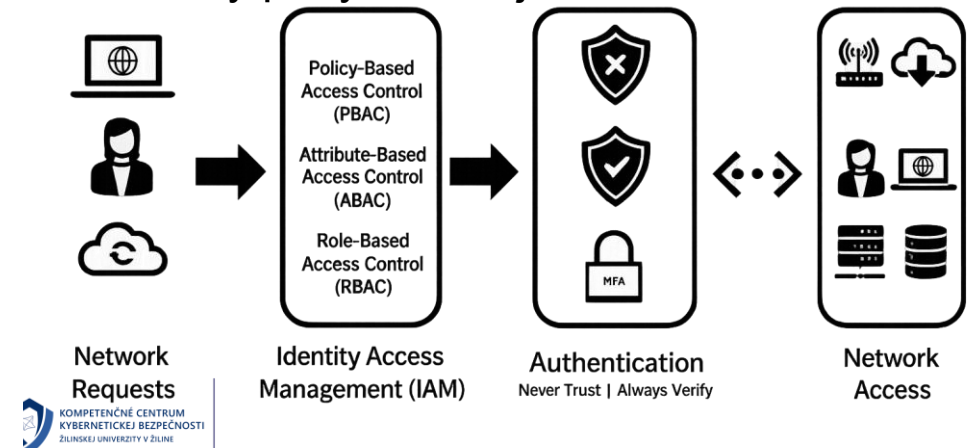 Policy-Based
Access Control
(PBAC)
Attribute-Based
Access Control
(ABAC)
Role-Based
Access Control
(RBAC)
MFA
Network
Requests
Identity Access
Management (IAM)
Authentication
Never Trust | Always Verify
Network
Access
KOMPETENČNÉ CENTRUM
KYBERNETICKEJ BEZPEČNOSTI
ŽILINSKEJ UNIVERZITY V ŽILINE